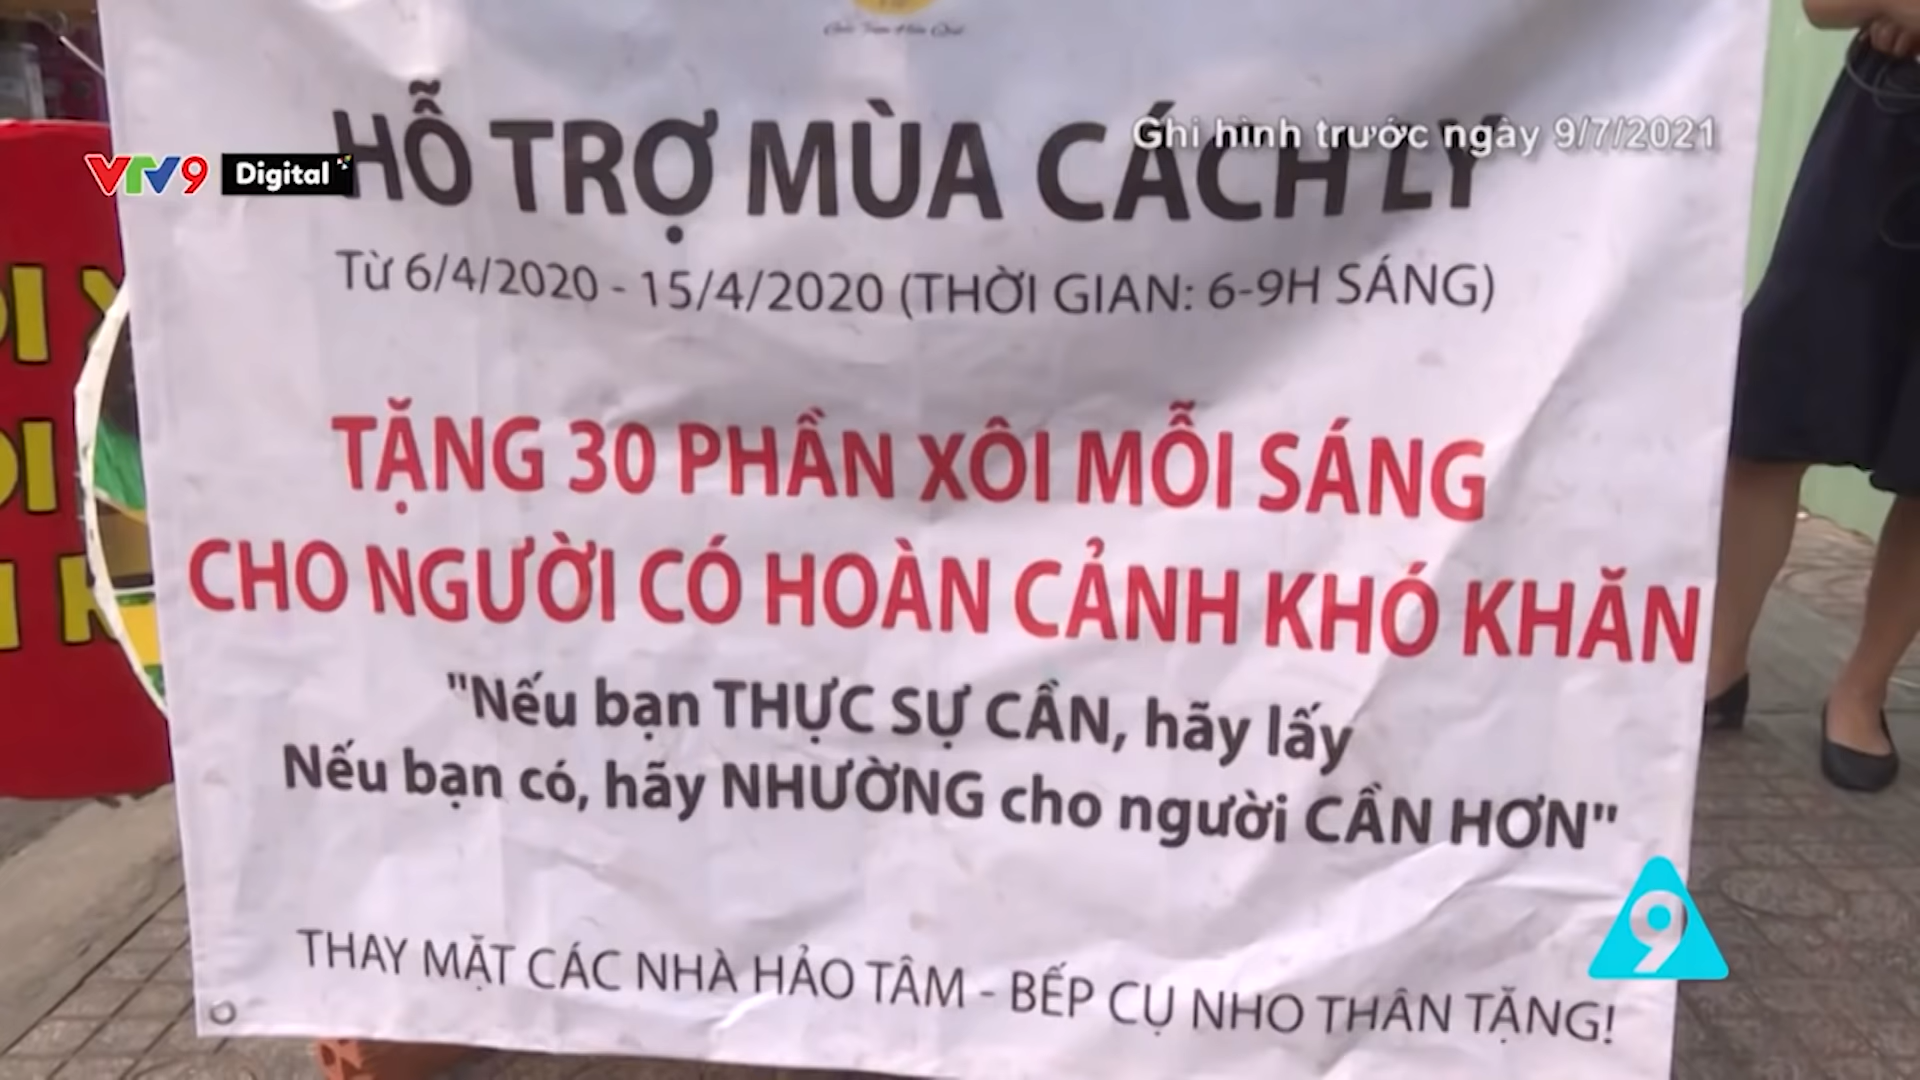 HỖ TRỢ MÙA CÁCH LY
Ghi hình trước ngày 9/7/2021
VTV9 Digital
Từ 6/4/2020 - 15/4/2020 (THỜI GIAN: 6-9H SÁNG)
TẶNG 30 PHẦN XÔI MỖI SÁNG
CHO NGƯỜI CÓ HOÀN CẢNH KHÓ KHĂN
"Nếu bạn THỰC SỰ CẦN, hãy lấy
Nếu bạn có, hãy NHƯỜNG cho người CẦN HƠN"
THAY MẶT CÁC NHÀ HẢO TÂM - BẾP CỤ NHO THÂN TẶNG!
9